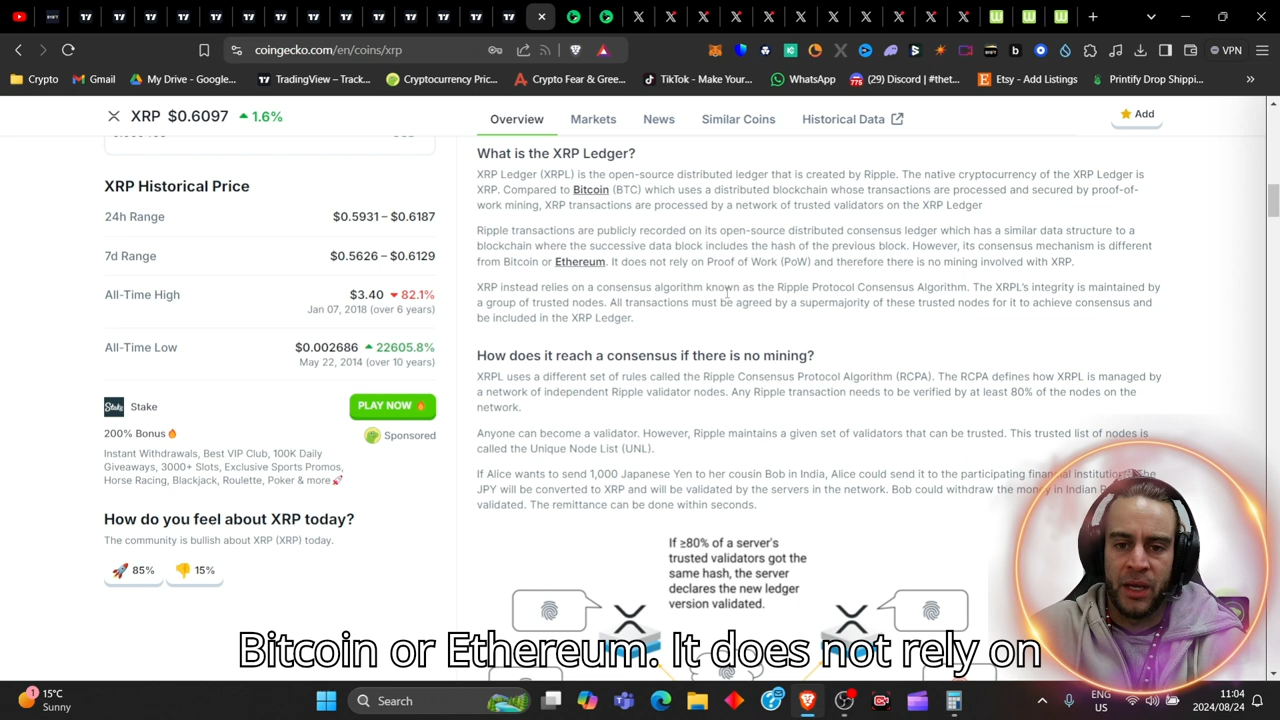 coingecko.com/en/coins/xrp
VPN
Crypto
Gmail
My Drive - Google...
TradingView – Track...
Cryptocurrency Pric...
Crypto Fear & Gree...
TikTok - Make Your...
WhatsApp
(29) Discord | #thet...
Etsy - Add Listings
Printify Drop Shippi...
XRP $0.6097 1.6%
Overview
Markets
News
Similar Coins
Historical Data
Add
XRP Historical Price
24h Range $0.5931 – $0.6187
7d Range $0.5626 – $0.6129
All-Time High $3.40 82.1%
Jan 07, 2018 (over 6 years)
All-Time Low $0.002686 22605.8%
May 22, 2014 (over 10 years)
Stake Stake PLAY NOW
200% Bonus Sponsored
Instant Withdrawals, Best VIP Club, 100K Daily
Giveaways, 3000+ Slots, Exclusive Sports Promos,
Horse Racing, Blackjack, Roulette, Poker & more
How do you feel about XRP today?
The community is bullish about XRP (XRP) today.
85% 15%
What is the XRP Ledger?
XRP Ledger (XRPL) is the open-source distributed ledger that is created by Ripple. The native cryptocurrency of the XRP Ledger is
XRP. Compared to Bitcoin (BTC) which uses a distributed blockchain whose transactions are processed and secured by proof-of-
work mining, XRP transactions are processed by a network of trusted validators on the XRP Ledger
Ripple transactions are publicly recorded on its open-source distributed consensus ledger which has a similar data structure to a
blockchain where the successive data block includes the hash of the previous block. However, its consensus mechanism is different
from Bitcoin or Ethereum. It does not rely on Proof of Work (PoW) and therefore there is no mining involved with XRP.
XRP instead relies on a consensus algorithm known as the Ripple Protocol Consensus Algorithm. The XRPL's integrity is maintained by
a group of trusted nodes. All transactions must be agreed by a supermajority of these trusted nodes for it to achieve consensus and
be included in the XRP Ledger.
How does it reach a consensus if there is no mining?
XRPL uses a different set of rules called the Ripple Consensus Protocol Algorithm (RCPA). The RCPA defines how XRPL is managed by
a network of independent Ripple validator nodes. Any Ripple transaction needs to be verified by at least 80% of the nodes on the
network.
Anyone can become a validator. However, Ripple maintains a given set of validators that can be trusted. This trusted list of nodes is
called the Unique Node List (UNL).
If Alice wants to send 1,000 Japanese Yen to her cousin Bob in India, Alice could send it to the participating financial institution. The
JPY will be converted to XRP and will be validated by the servers in the network. Bob could withdraw the money in Indian
validated. The remittance can be done within seconds.
If ≥80% of a server's
trusted validators got the
same hash, the server
declares the new ledger
version validated.
Bitcoin or Ethereum. It does not rely on
15°C
Sunny
Search
ENG
US
11:04
2024/08/24